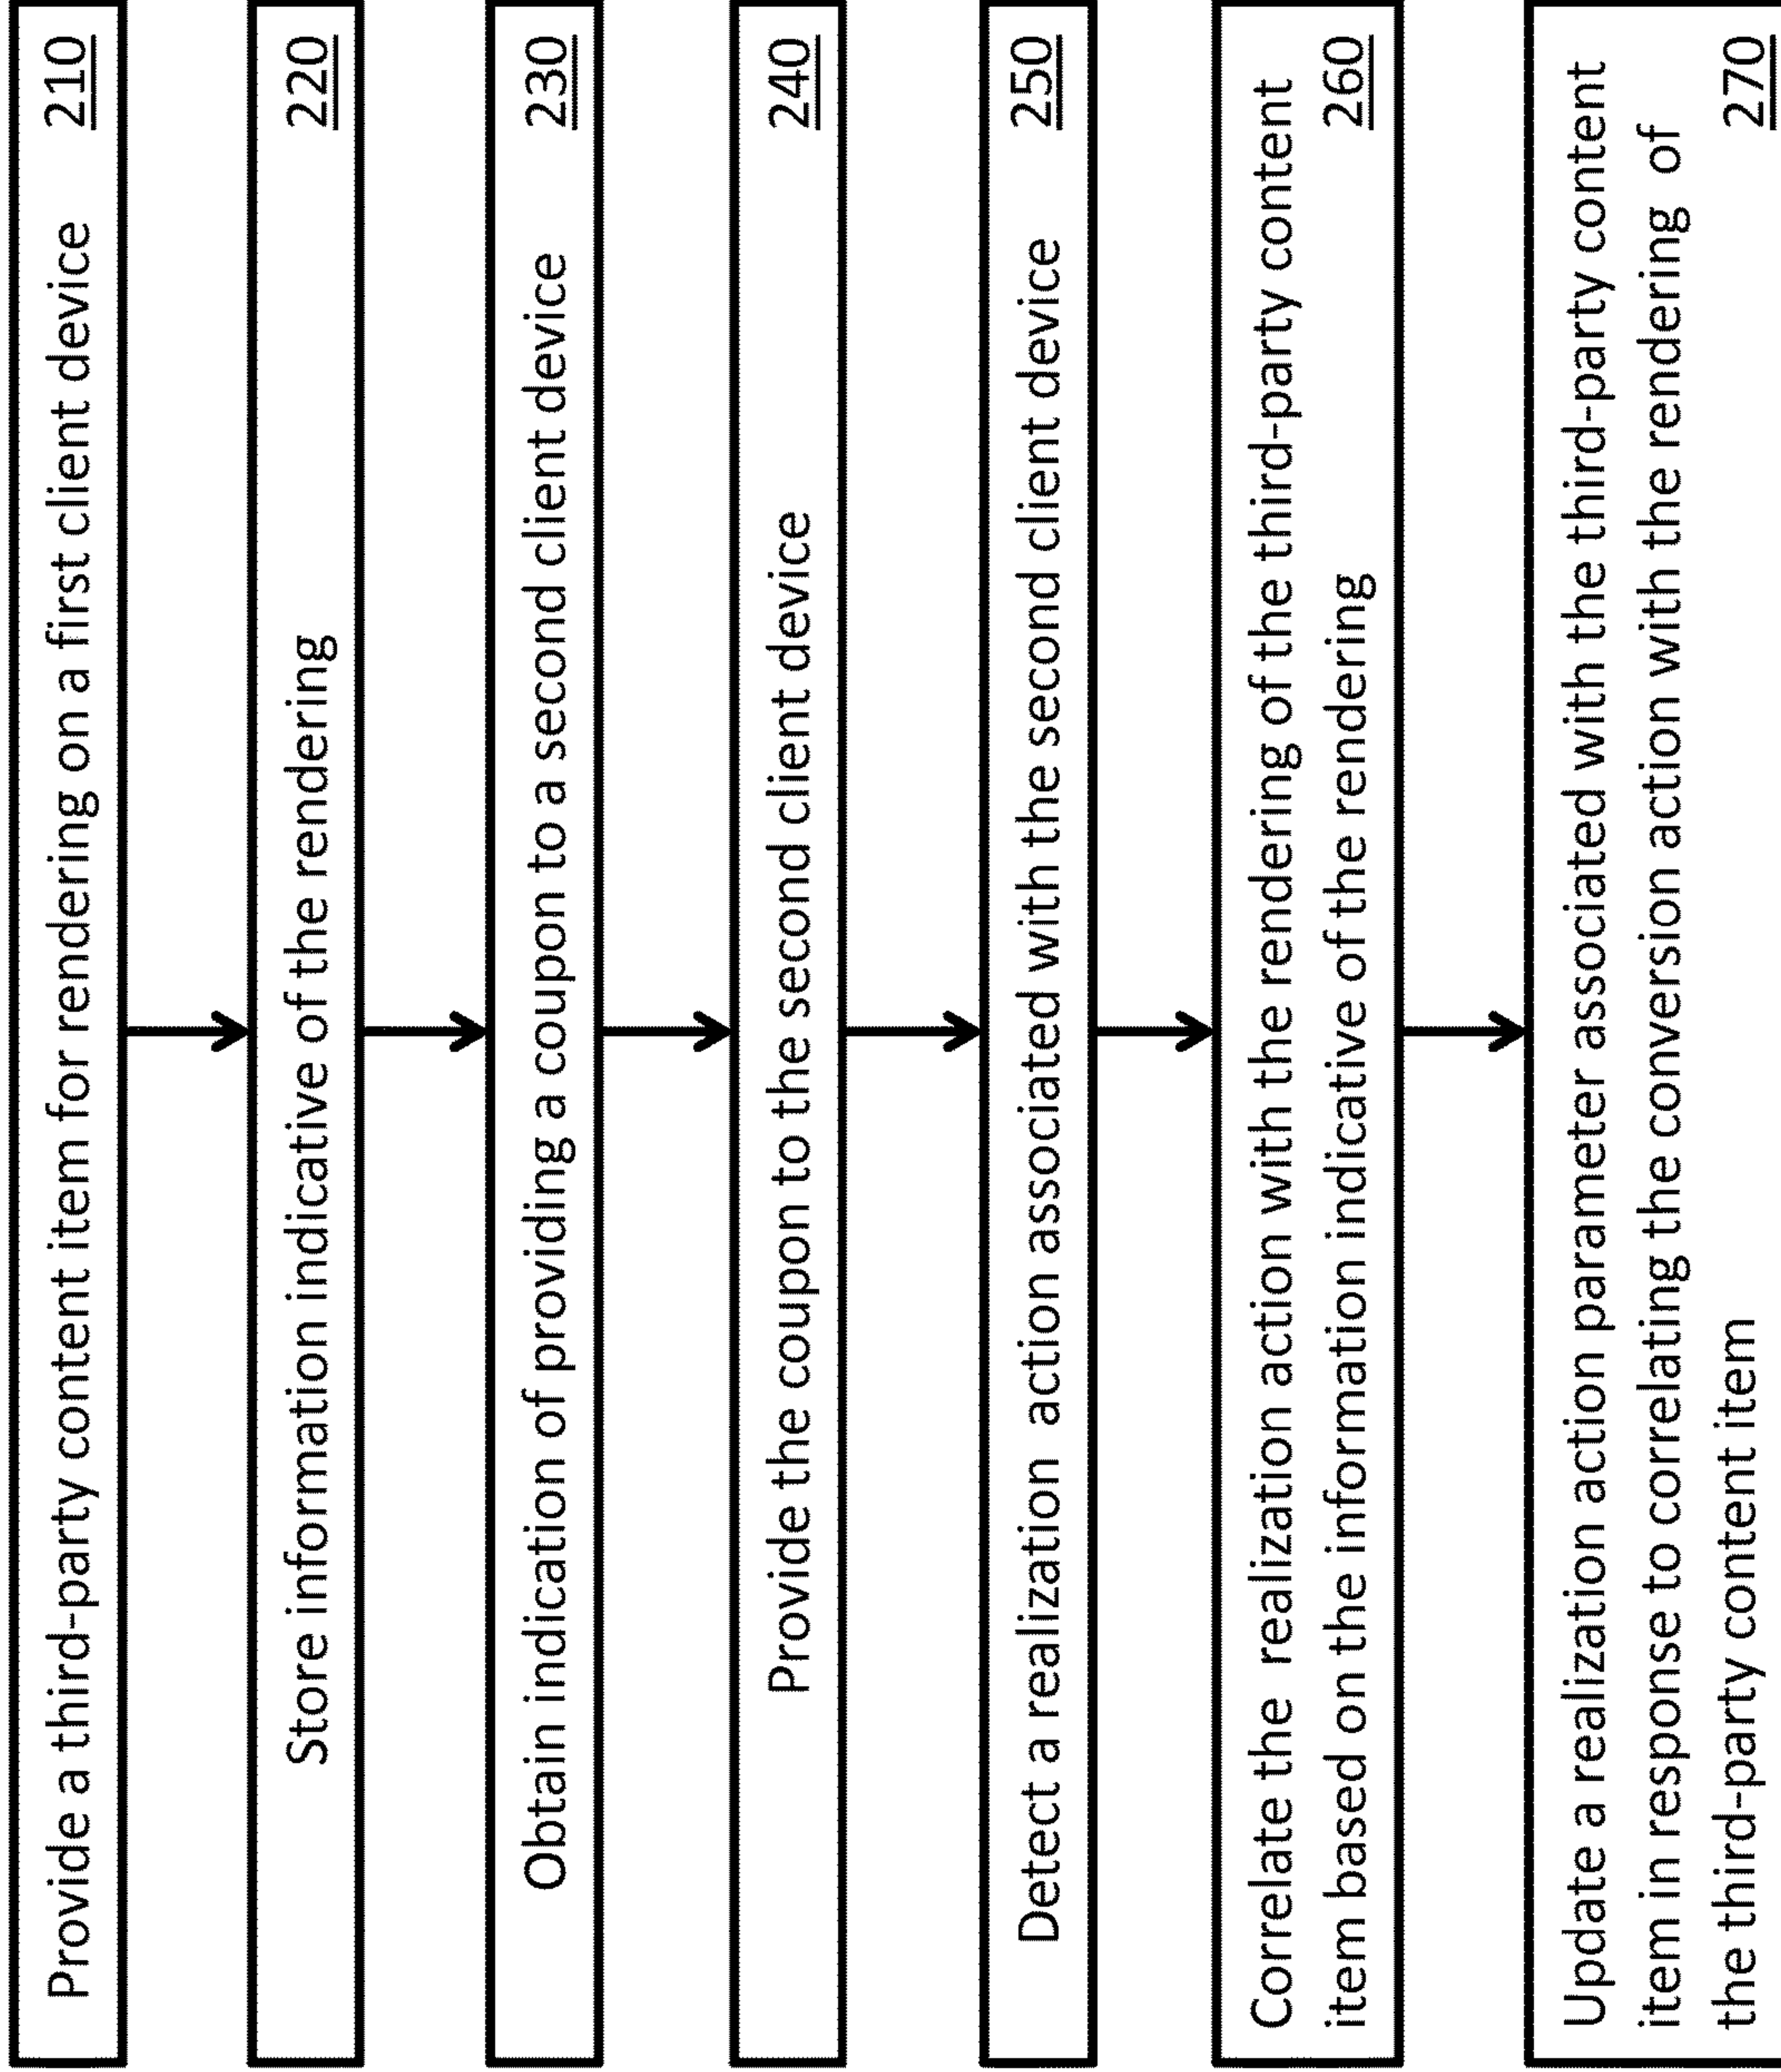 Provide a third-party content item for rendering on a first client device 210
Store information indicative of the rendering 220
Obtain indication of providing a coupon to a second client device 230
Provide the coupon to the second client device 240
Detect a realization action associated with the second client device 250
Correlate the realization action with the rendering of the third-party content
item based on the information indicative of the rendering 260
Update a realization action parameter associated with the third-party content
item in response to correlating the conversion action with the rendering of
the third-party content item 270